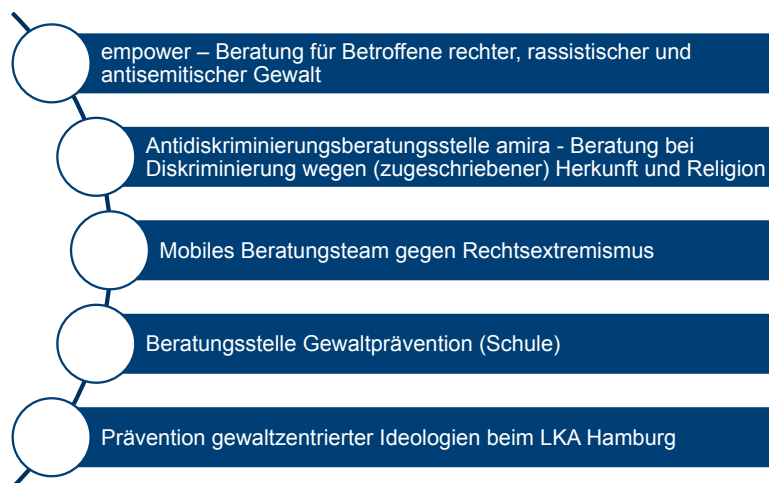 empower – Beratung für Betroffene rechter, rassistischer und
antisemitischer Gewalt
Antidiskriminierungsberatungsstelle amira - Beratung bei
Diskriminierung wegen (zugeschriebener) Herkunft und Religion
Mobiles Beratungsteam gegen Rechtsextremismus
Beratungsstelle Gewaltprävention (Schule)
Prävention gewaltzentrierter Ideologien beim LKA Hamburg